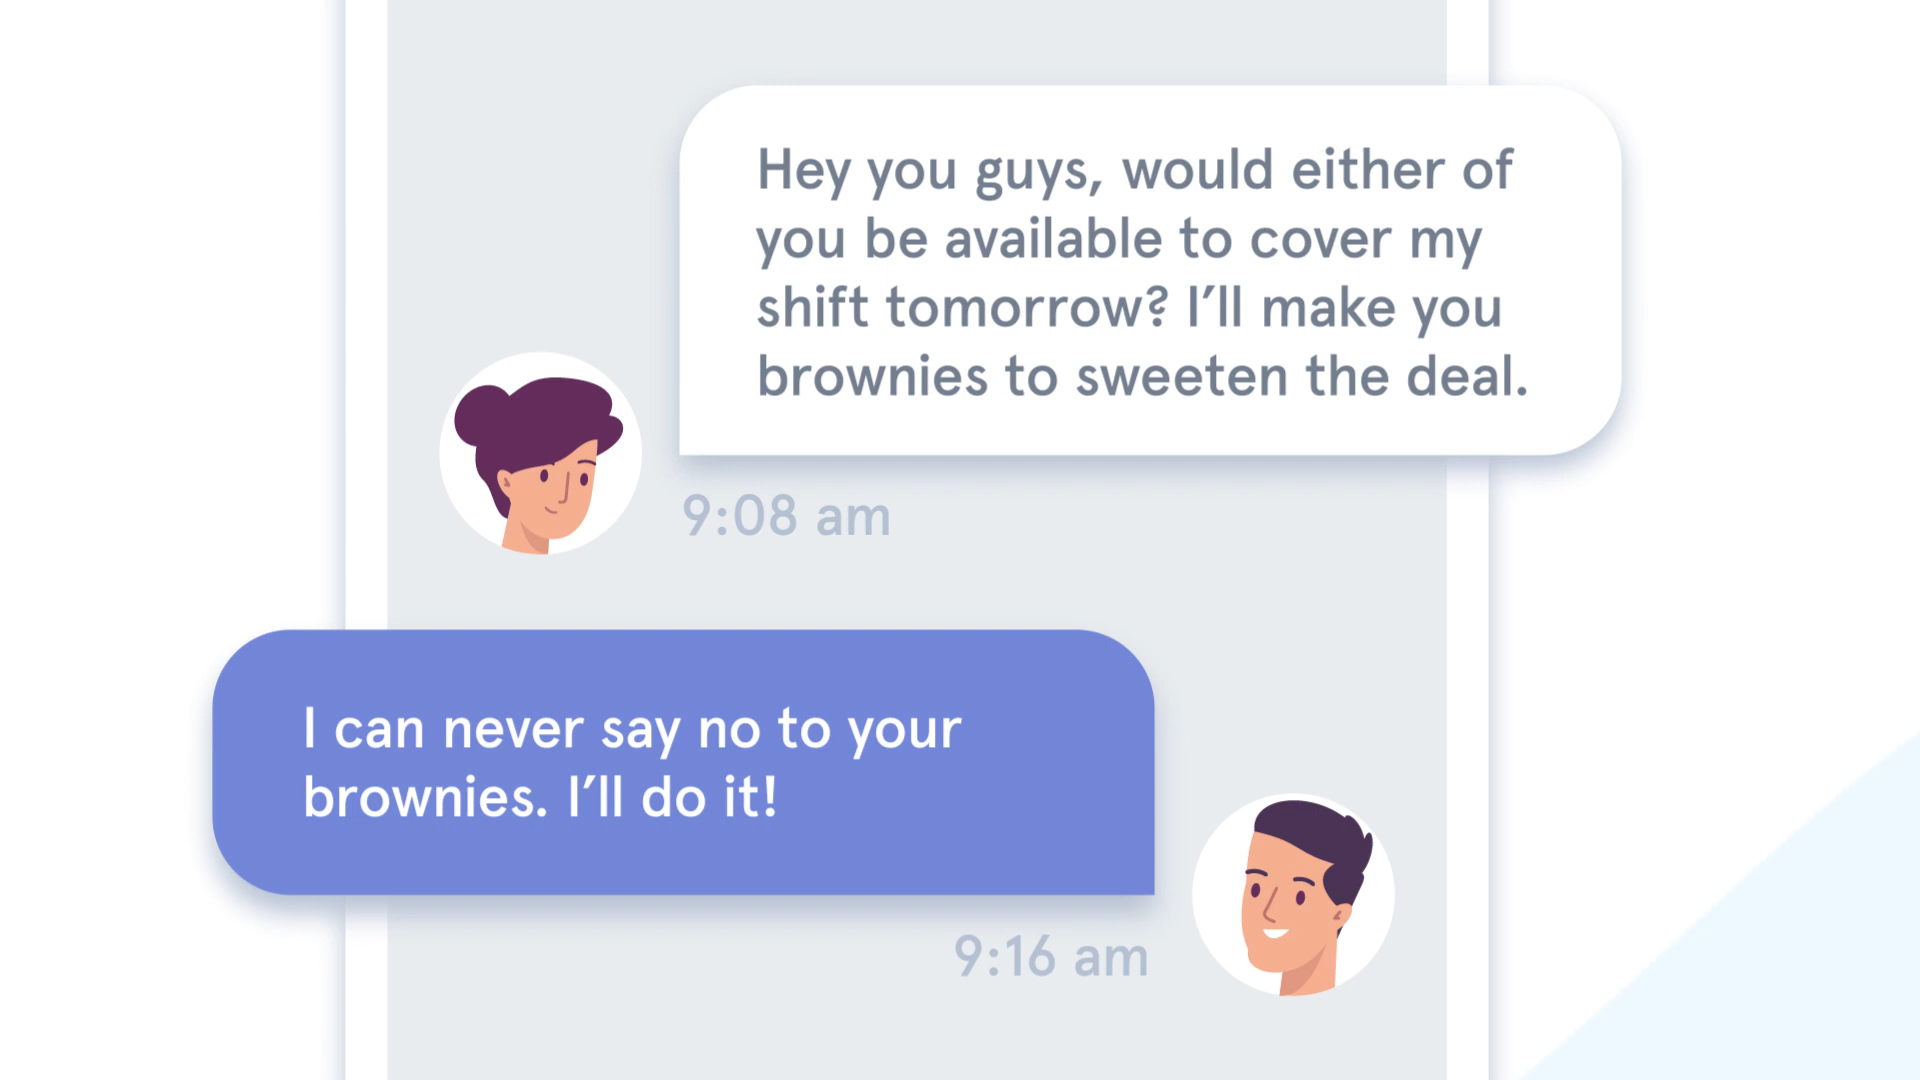 Hey you guys, would either of
you be available to cover my
shift tomorrow? I’ll make you
brownies to sweeten the deal.
9:08 am
I can never say no to your
brownies. I’ll do it!
9:16 am